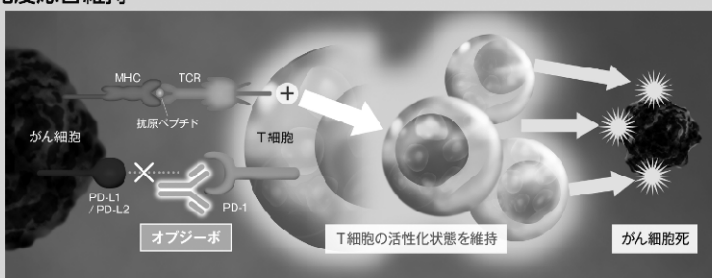 MHC
TCR
抗原ペプチド
+
がん細胞
T細胞
PD-L1
/ PD-L2
PD-1
オプジーボ
T細胞の活性化状態を維持
がん細胞死